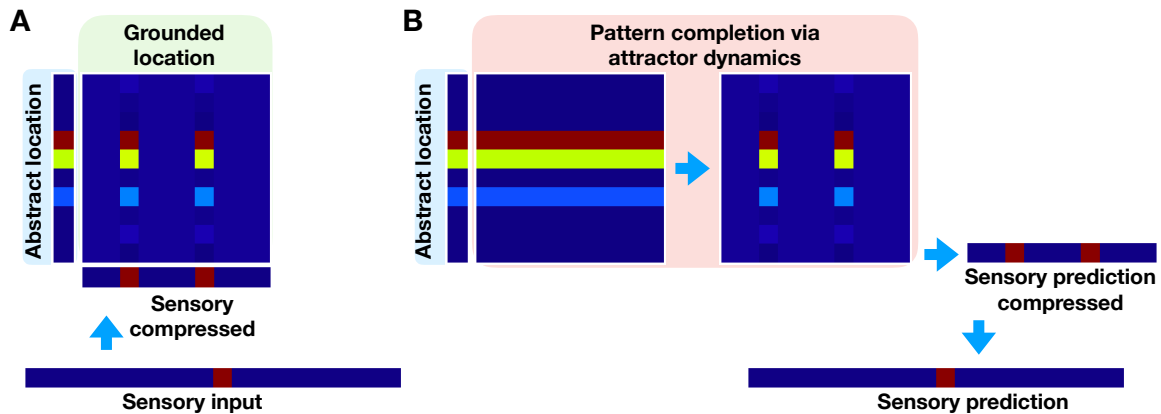 A
Grounded
location
Abstract location
Sensory
compressed
Sensory input
B
Pattern completion via
attractor dynamics
Abstract location
Sensory prediction
compressed
Sensory prediction